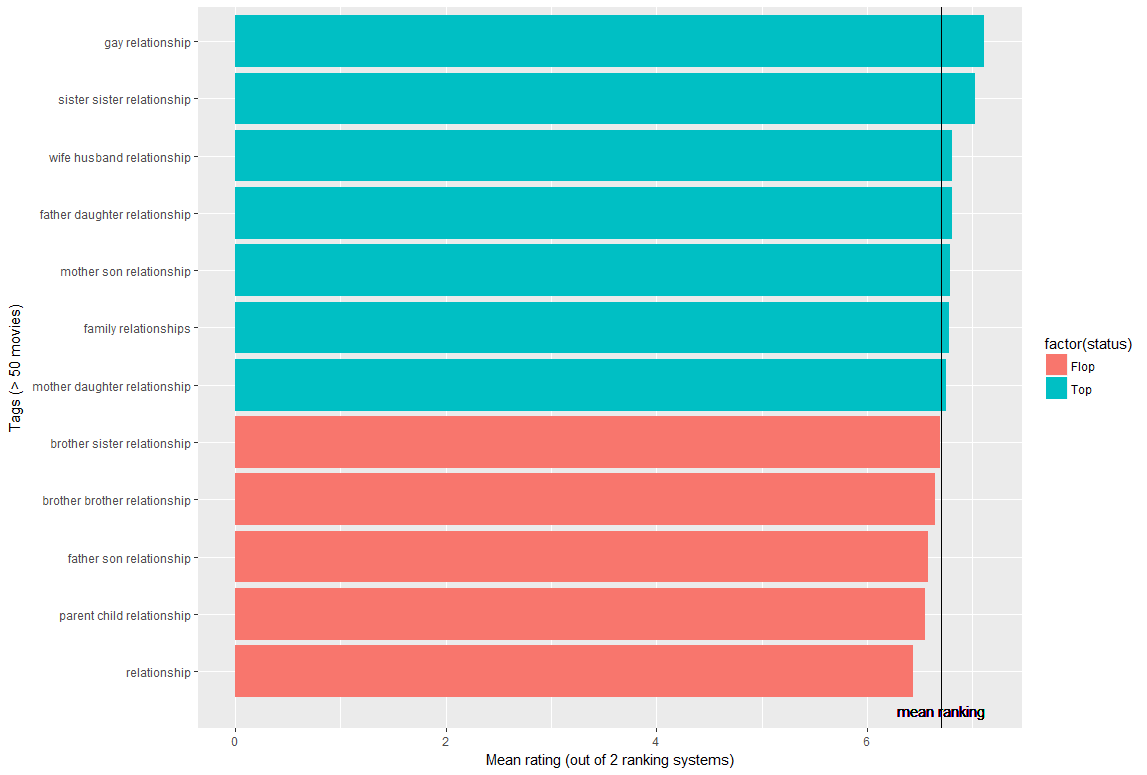 gay relationship
sister sister relationship
wife husband relationship
father daughter relationship
mother son relationship
family relationships
mother daughter relationship
brother sister relationship
brother brother relationship
father son relationship
parent child relationship
relationship
Tags (> 50 movies)
mean ranking
0 2 4 6
Mean rating (out of 2 ranking systems)
factor(status)
Flop
Top